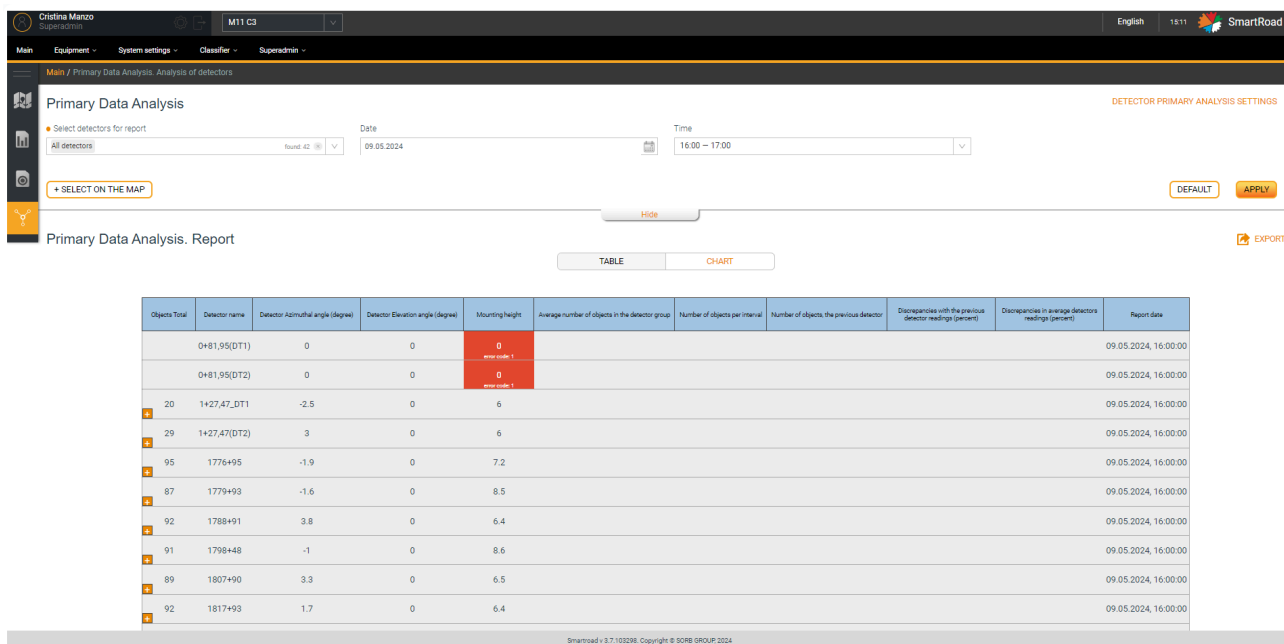 Cristina Manzo
Superadmin
M11 C3
English
15:11
SmartRoad
Main Equipment System settings Classifier Superadmin
Main / Primary Data Analysis. Analysis of detectors
Primary Data Analysis
DETECTOR PRIMARY ANALYSIS SETTINGS
Select detectors for report Date Time
All detectors found 42 09.05.2024 16:00 — 17:00
+ SELECT ON THE MAP
DEFAULT APPLY
Hide
Primary Data Analysis. Report
EXPORT
TABLE CHART
Objects Total Detector name Detector Azimuthal angle (degree) Detector Elevation angle (degree) Mounting height Average number of objects in the detector group Number of objects per interval Number of objects, the previous detector Discrepancies with the previous detector readings (percent) Discrepancies in average detectors readings (percent) Report date
0+81,95(DT1) 0 0 0 09.05.2024, 16:00:00
error code: 1
0+81,95(DT2) 0 0 0 09.05.2024, 16:00:00
error code: 1
+ 20 1+27,47_DT1 -2.5 0 6 09.05.2024, 16:00:00
+ 29 1+27,47(DT2) 3 0 6 09.05.2024, 16:00:00
+ 95 1776+95 -1.9 0 7.2 09.05.2024, 16:00:00
+ 87 1779+93 -1.6 0 8.5 09.05.2024, 16:00:00
+ 92 1788+91 3.8 0 6.4 09.05.2024, 16:00:00
+ 91 1798+48 -1 0 8.6 09.05.2024, 16:00:00
+ 89 1807+90 3.3 0 6.5 09.05.2024, 16:00:00
+ 92 1817+93 1.7 0 6.4 09.05.2024, 16:00:00
Smartroad v 3.7.103298. Copyright © SORB GROUP, 2024